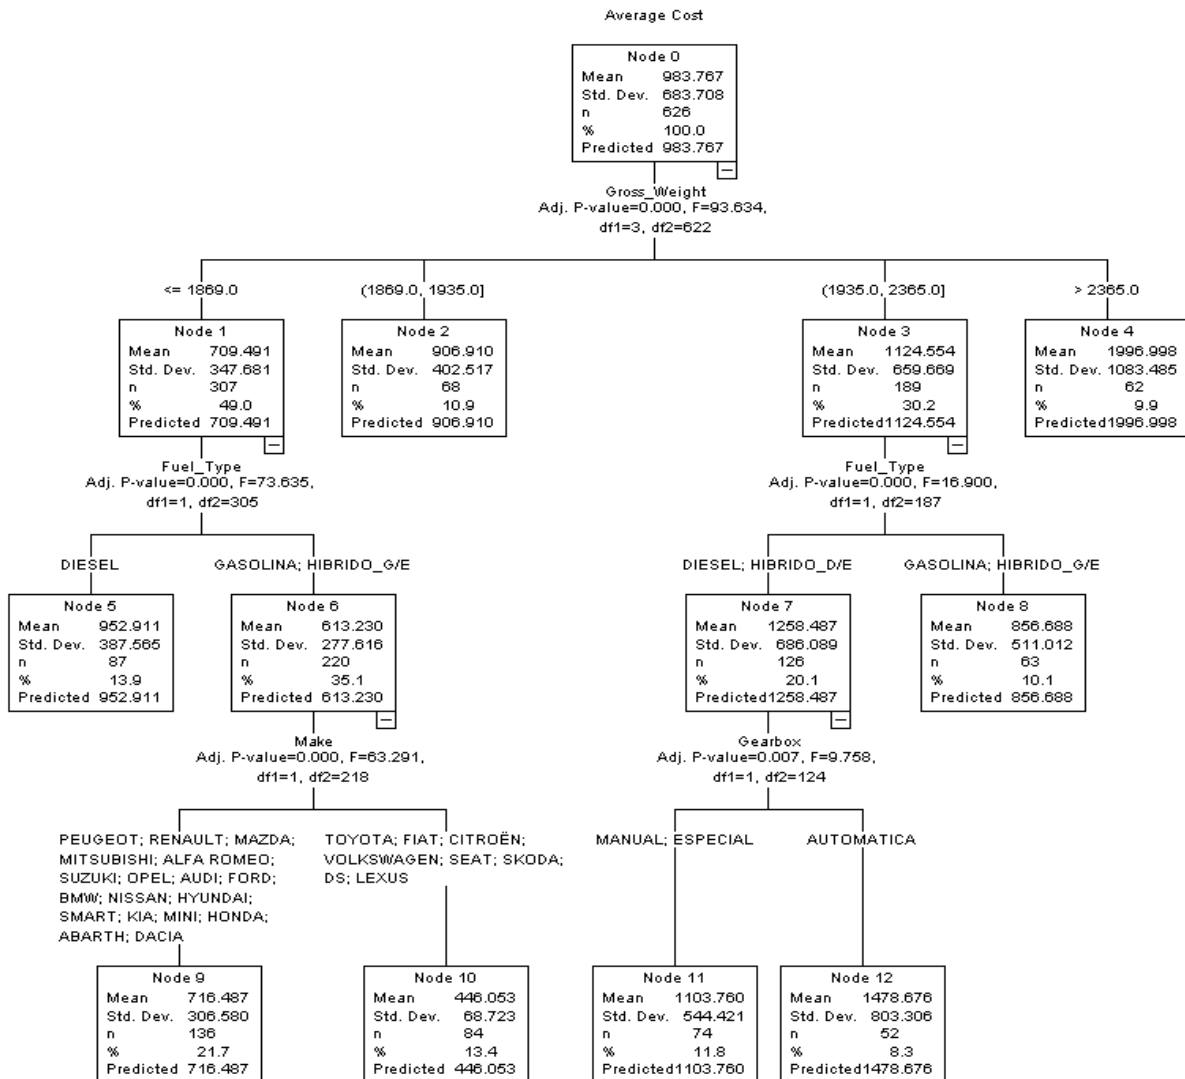 Average Cost
Node 0
Mean 983.767
Std. Dev. 683.708
n 626
% 100.0
Predicted 983.767
Gross_Weight
Adj. P-value=0.000, F=93.634,
df1=3, df2=622
<= 1869.0
(1869.0, 1935.0]
(1935.0, 2365.0]
> 2365.0
Node 1
Mean 709.491
Std. Dev. 347.681
n 307
% 49.0
Predicted 709.491
Node 2
Mean 906.910
Std. Dev. 402.517
n 68
% 10.9
Predicted 906.910
Node 3
Mean 1124.554
Std. Dev. 659.669
n 189
% 30.2
Predicted1124.554
Node 4
Mean 1996.998
Std. Dev. 1083.485
n 62
% 9.9
Predicted1996.998
Fuel_Type
Adj. P-value=0.000, F=73.635,
df1=1, df2=305
Fuel_Type
Adj. P-value=0.000, F=16.900,
df1=1, df2=187
DIESEL
GASOLINA; HIBRIDO_G/E
DIESEL; HIBRIDO_D/E
GASOLINA; HIBRIDO_G/E
Node 5
Mean 952.911
Std. Dev. 387.565
n 87
% 13.9
Predicted 952.911
Node 6
Mean 613.230
Std. Dev. 277.616
n 220
% 35.1
Predicted 613.230
Node 7
Mean 1258.487
Std. Dev. 686.089
n 126
% 20.1
Predicted1258.487
Node 8
Mean 856.688
Std. Dev. 511.012
n 63
% 10.1
Predicted 856.688
Make
Adj. P-value=0.000, F=63.291,
df1=1, df2=218
Gearbox
Adj. P-value=0.007, F=9.758,
df1=1, df2=124
PEUGEOT; RENAULT; MAZDA;
MITSUBISHI; ALFA ROMEO;
SUZUKI; OPEL; AUDI; FORD;
BMW; NISSAN; HYUNDAI;
SMART; KIA; MINI; HONDA;
ABARTH; DACIA
TOYOTA; FIAT; CITROËN;
VOLKSWAGEN; SEAT; SKODA;
DS; LEXUS
MANUAL; ESPECIAL
AUTOMATICA
Node 9
Mean 716.487
Std. Dev. 306.580
n 136
% 21.7
Predicted 716.487
Node 10
Mean 446.053
Std. Dev. 68.723
n 84
% 13.4
Predicted 446.053
Node 11
Mean 1103.760
Std. Dev. 544.421
n 74
% 11.8
Predicted1103.760
Node 12
Mean 1478.676
Std. Dev. 803.306
n 52
% 8.3
Predicted1478.676